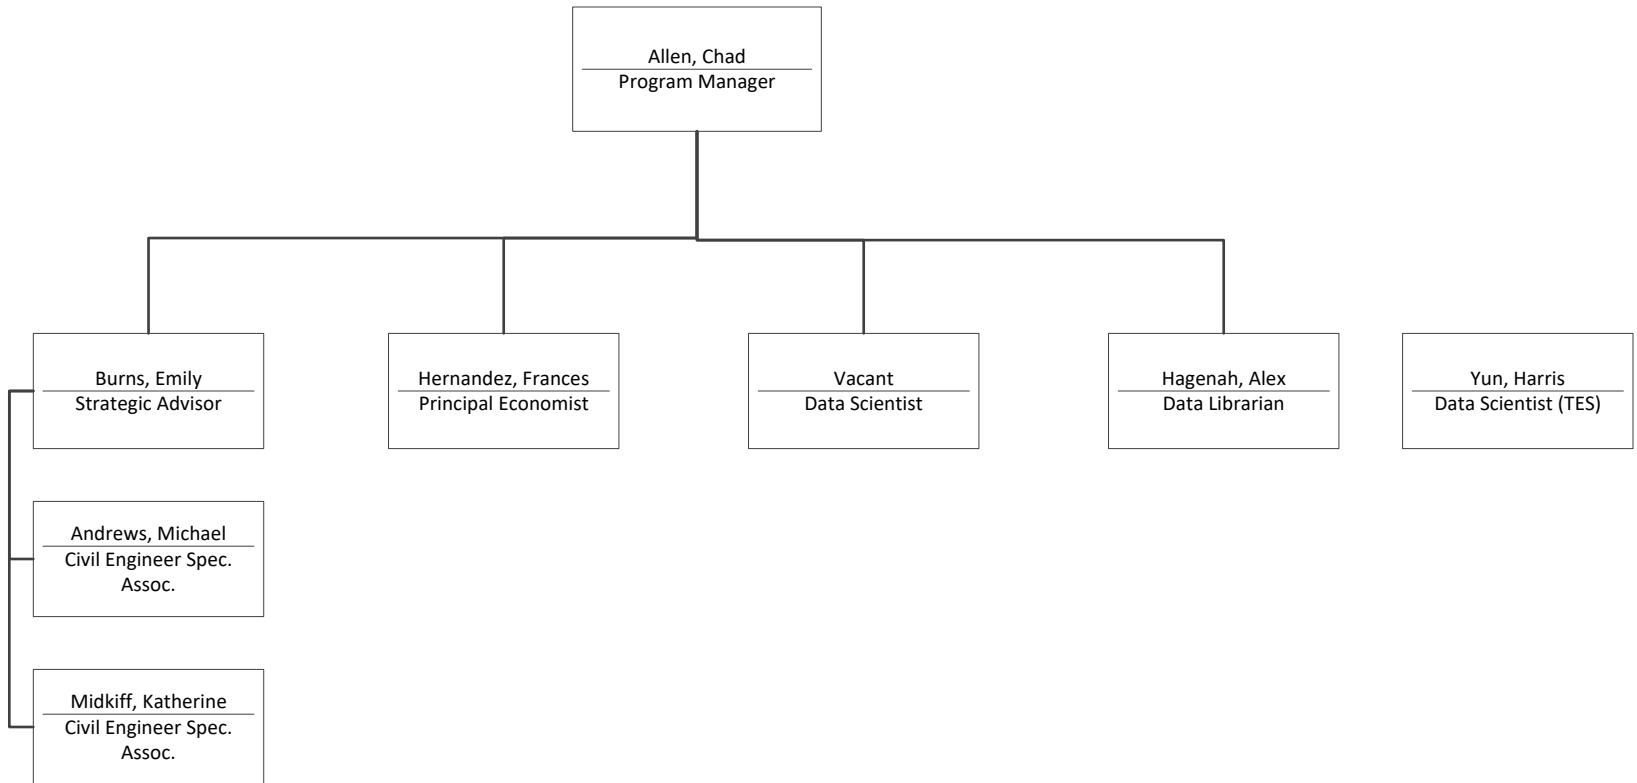 Allen, Chad
Program Manager
Burns, Emily
Strategic Advisor
Hernandez, Frances
Principal Economist
Vacant
Data Scientist
Hagenah, Alex
Data Librarian
Yun, Harris
Data Scientist (TES)
Andrews, Michael
Civil Engineer Spec.
Assoc.
Midkiff, Katherine
Civil Engineer Spec.
Assoc.